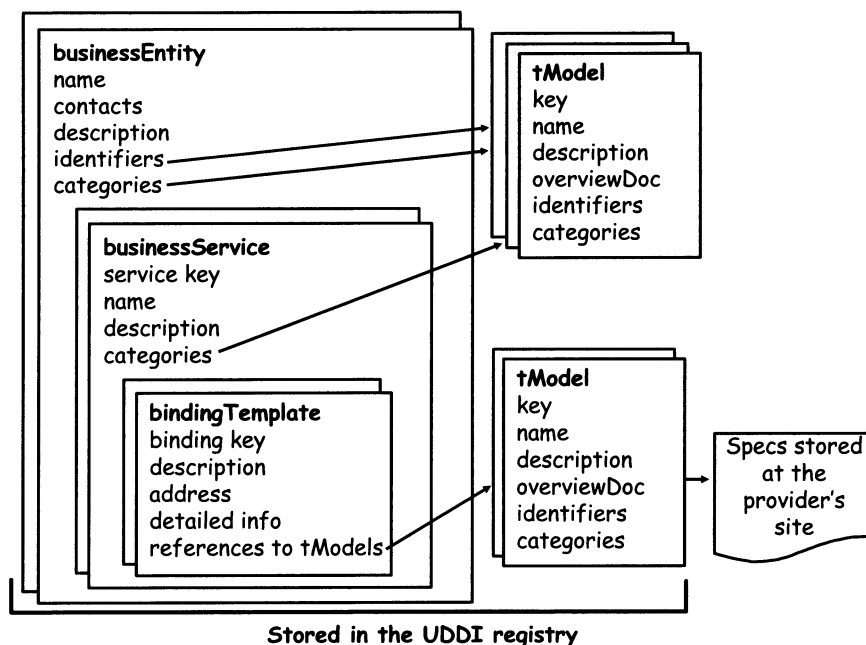 businessEntity
name
contacts
description
identifiers
categories
businessService
service key
name
description
categories
bindingTemplate
binding key
description
address
detailed info
references to tModels
tModel
key
name
description
overviewDoc
identifiers
categories
tModel
key
name
description
overviewDoc
identifiers
categories
Specs stored
at the
provider's
site
Stored in the UDDI registry